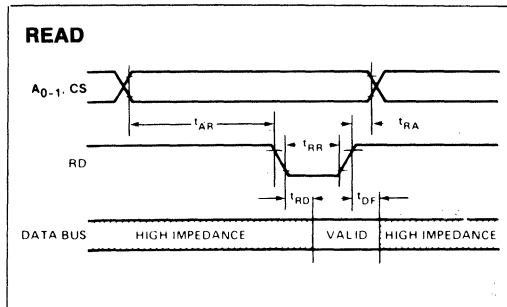 READ
A0-1, CS
tAR
tRA
tRR
RD
tRD
tDF
DATA BUS
HIGH IMPEDANCE
VALID
HIGH IMPEDANCE